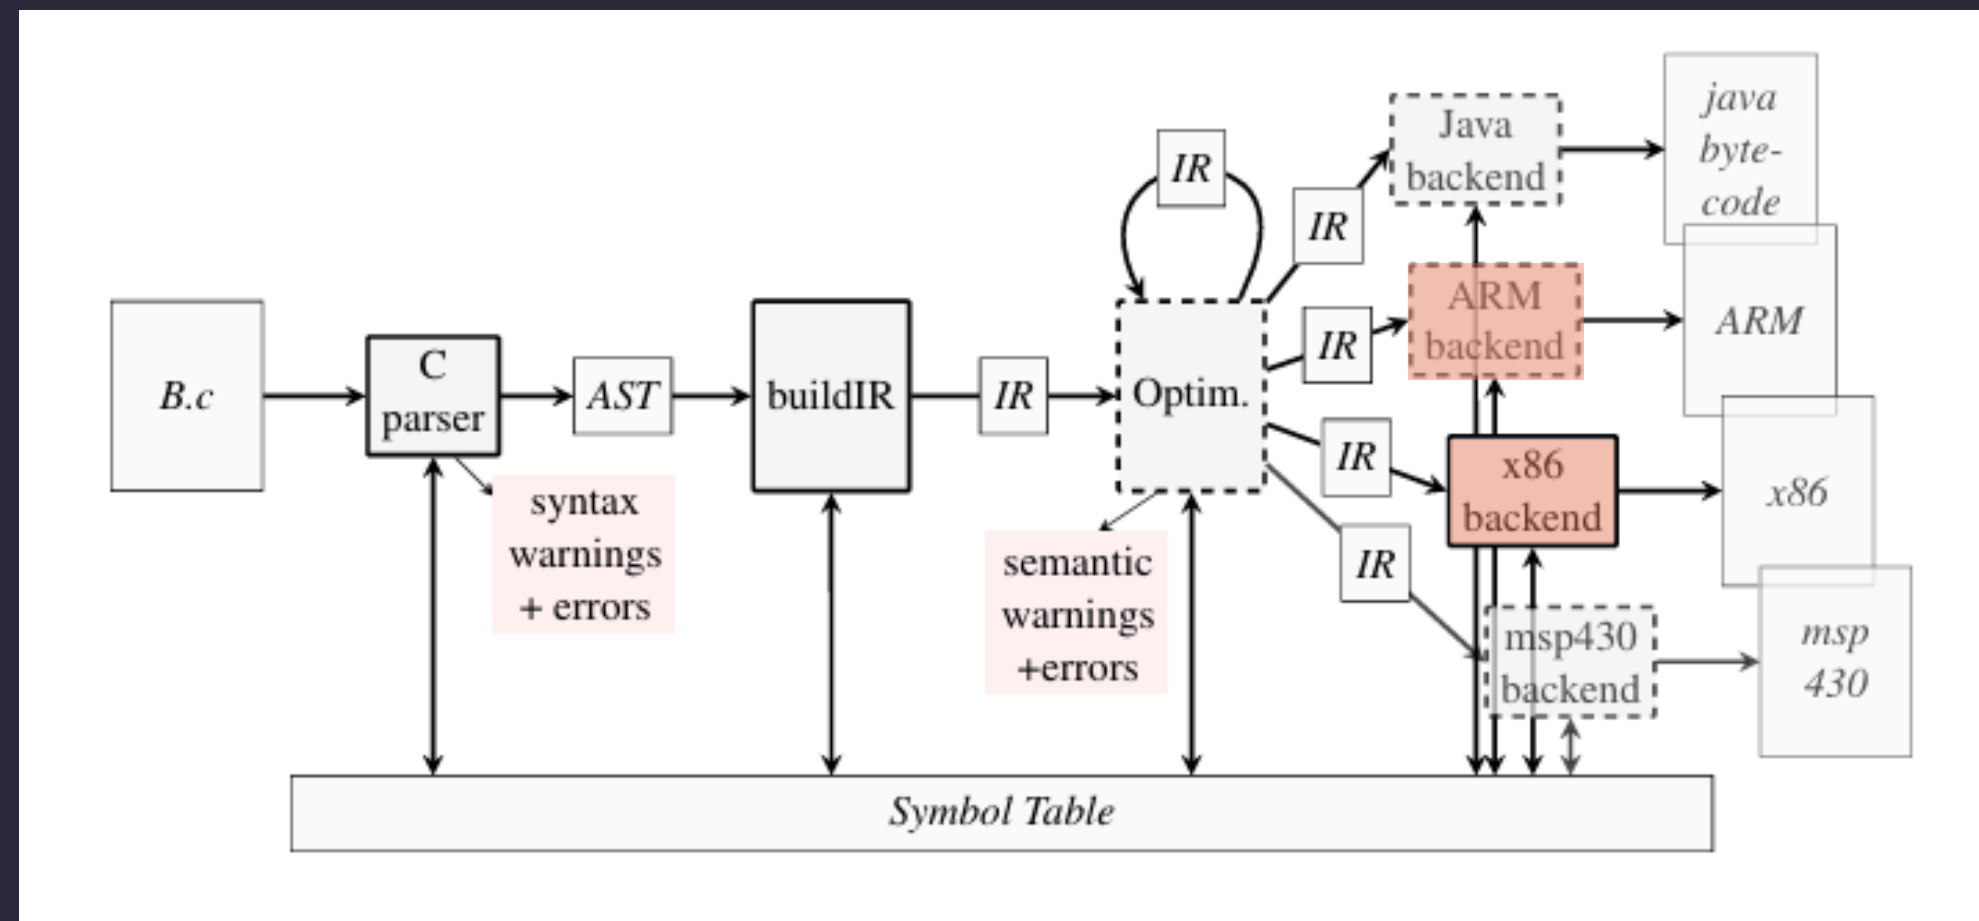 B.c
C
parser
AST
syntax
warnings
+ errors
buildIR
IR
IR
Optim.
semantic
warnings
+errors
IR
Java
backend
java
byte-
code
IR
ARM
backend
ARM
IR
x86
backend
x86
IR
msp430
backend
msp
430
Symbol Table